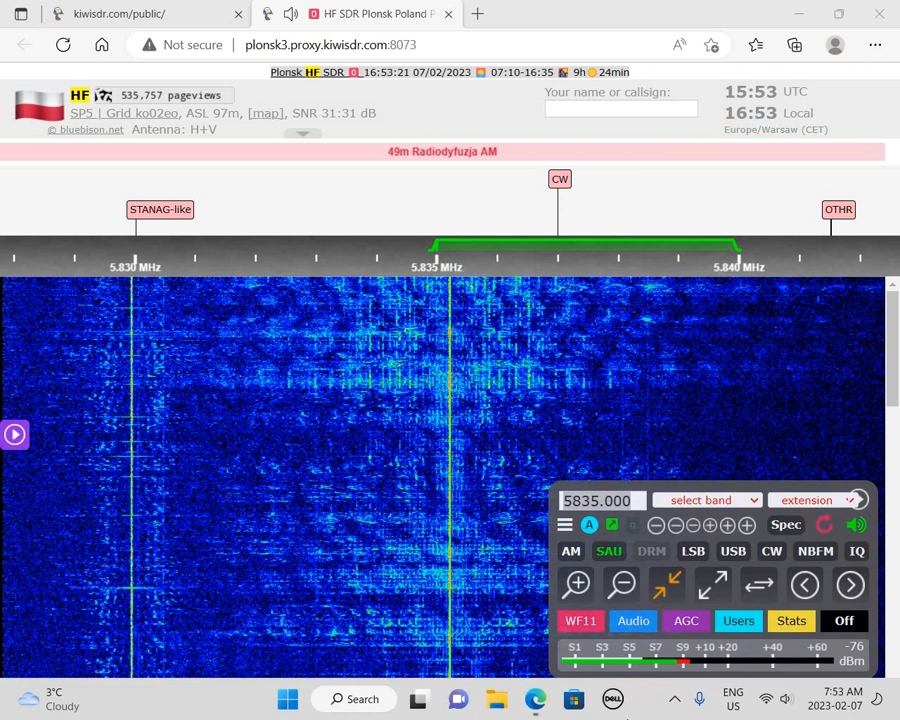 kiwisdr.com/public/
HF SDR Plonsk Poland P
Not secure
plonsk3.proxy.kiwisdr.com:8073
Plonsk HF SDR 0 16:53:21 07/02/2023 07:10-16:35 9h 24min
HF 535,757 pageviews
SP5 | Grid ko02eo, ASL 97m, [map], SNR 31:31 dB
© bluebison.net Antenna: H+V
Your name or callsign:
15:53 UTC
16:53 Local
Europe/Warsaw (CET)
49m Radiodyfuzja AM
CW
STANAG-like
OTHR
5.830 MHz 5.835 MHz 5.840 MHz
5835.000 select band extension
A g Spec
AM SAU DRM LSB USB CW NBFM IQ
WF11 Audio AGC Users Stats Off
S1 S3 S5 S7 S9 +10 +20 +40 +60 -76
dBm
3°C
Cloudy
Search
DELL
ENG
US
7:53 AM
2023-02-07